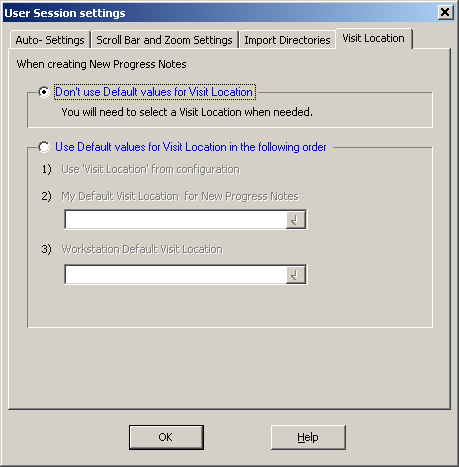 User Session settings
Auto- Settings Scroll Bar and Zoom Settings Import Directories Visit Location
When creating New Progress Notes
Don't use Default values for Visit Location
You will need to select a Visit Location when needed.
Use Default values for Visit Location in the following order
1) Use 'Visit Location' from configuration
2) My Default Visit Location for New Progress Notes
3) Workstation Default Visit Location
OK Help